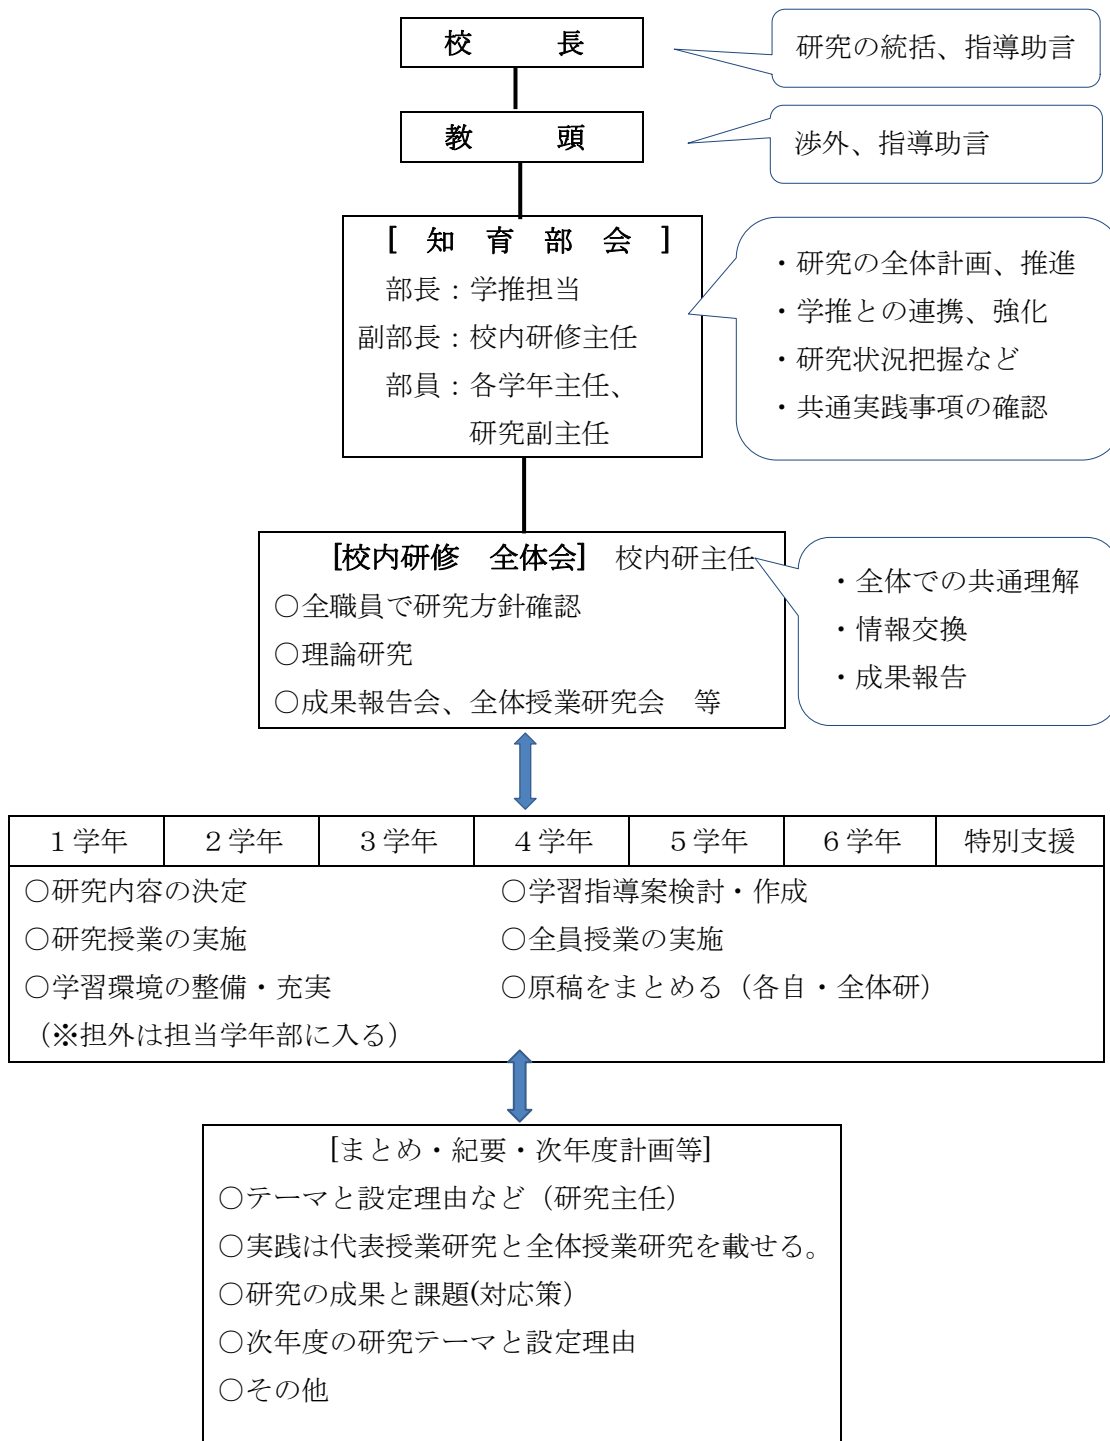 校　　長
研究の統括、指導助言
教　　頭
渉外、指導助言
[　知　育　部　会　]
部長：学推担当
副部長：校内研修主任
部員：各学年主任、
研究副主任
・研究の全体計画、推進
・学推との連携、強化
・研究状況把握など
・共通実践事項の確認
[校内研修　全体会]　校内研主任
○全職員で研究方針確認
○理論研究
○成果報告会、全体授業研究会　等
・全体での共通理解
・情報交換
・成果報告
１学年　２学年　３学年　４学年　５学年　６学年　特別支援
○研究内容の決定　○学習指導案検討・作成
○研究授業の実施　○全員授業の実施
○学習環境の整備・充実　○原稿をまとめる（各自・全体研）
（※担外は担当学年部に入る）
[まとめ・紀要・次年度計画等]
○テーマと設定理由など（研究主任）
○実践は代表授業研究と全体授業研究を載せる。
○研究の成果と課題(対応策）
○次年度の研究テーマと設定理由
○その他